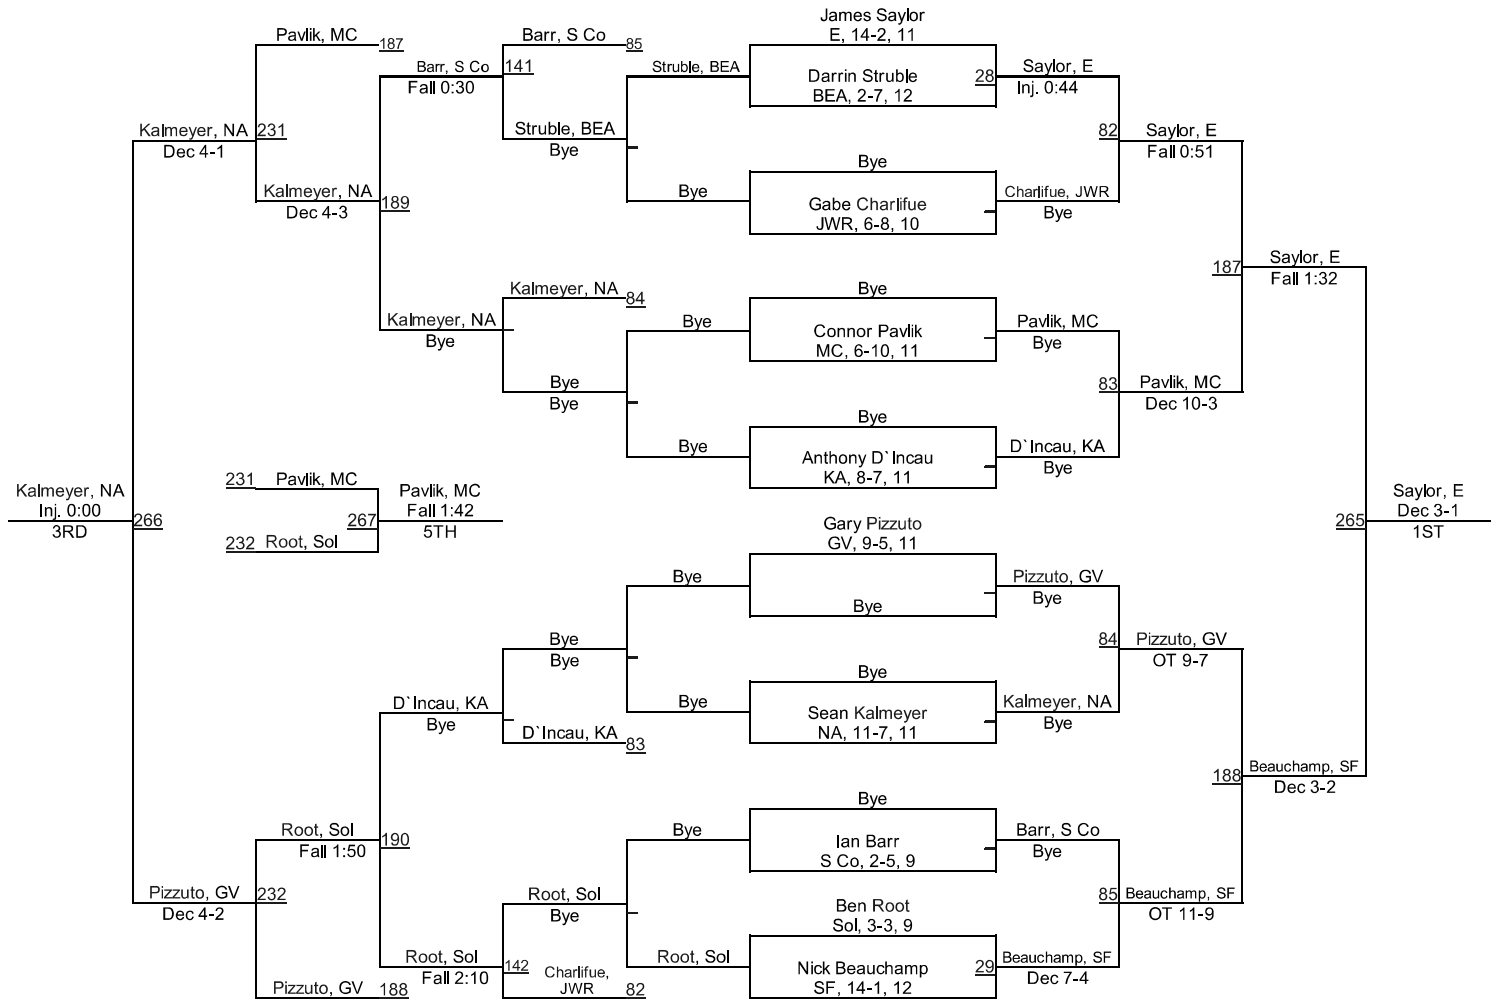 James Saylor
E, 14-2, 11
Darrin Struble
BEA, 2-7, 12
28
Saylor, E
Inj. 0:44
82
Saylor, E
Fall 0:51
Bye
Gabe Charlifue
JWR, 6-8, 10
Charlifue, JWR
Bye
187
Saylor, E
Fall 1:32
Bye
Connor Pavlik
MC, 6-10, 11
Pavlik, MC
Bye
83
Pavlik, MC
Dec 10-3
Anthony D`Incau
KA, 8-7, 11
D`Incau, KA
Bye
265
Saylor, E
Dec 3-1
1ST
Gary Pizzuto
GV, 9-5, 11
Bye
Pizzuto, GV
Bye
84
Pizzuto, GV
OT 9-7
Bye
Sean Kalmeyer
NA, 11-7, 11
Kalmeyer, NA
Bye
188
Beauchamp, SF
Dec 3-2
Bye
Ian Barr
S Co, 2-5, 9
Barr, S Co
Bye
85
Beauchamp, SF
OT 11-9
Ben Root
Sol, 3-3, 9
Nick Beauchamp
SF, 14-1, 12
29
Beauchamp, SF
Dec 7-4
Pavlik, MC
187
Barr, S Co
85
Struble, BEA
Barr, S Co
Fall 0:30
141
Struble, BEA
Bye
Bye
Kalmeyer, NA
Dec 4-1
231
Kalmeyer, NA
Dec 4-3
189
Kalmeyer, NA
84
Kalmeyer, NA
Bye
Bye
Bye
Bye
Bye
231
Pavlik, MC
267
Pavlik, MC
Fall 1:42
5TH
232
Root, Sol
Kalmeyer, NA
Inj. 0:00
3RD
266
Bye
Bye
Bye
Bye
D`Incau, KA
Bye
D`Incau, KA
83
Root, Sol
Fall 1:50
190
Bye
Root, Sol
Bye
Root, Sol
Pizzuto, GV
Dec 4-2
232
Root, Sol
Fall 2:10
142
Charlifue,
JWR
82
Pizzuto, GV
188